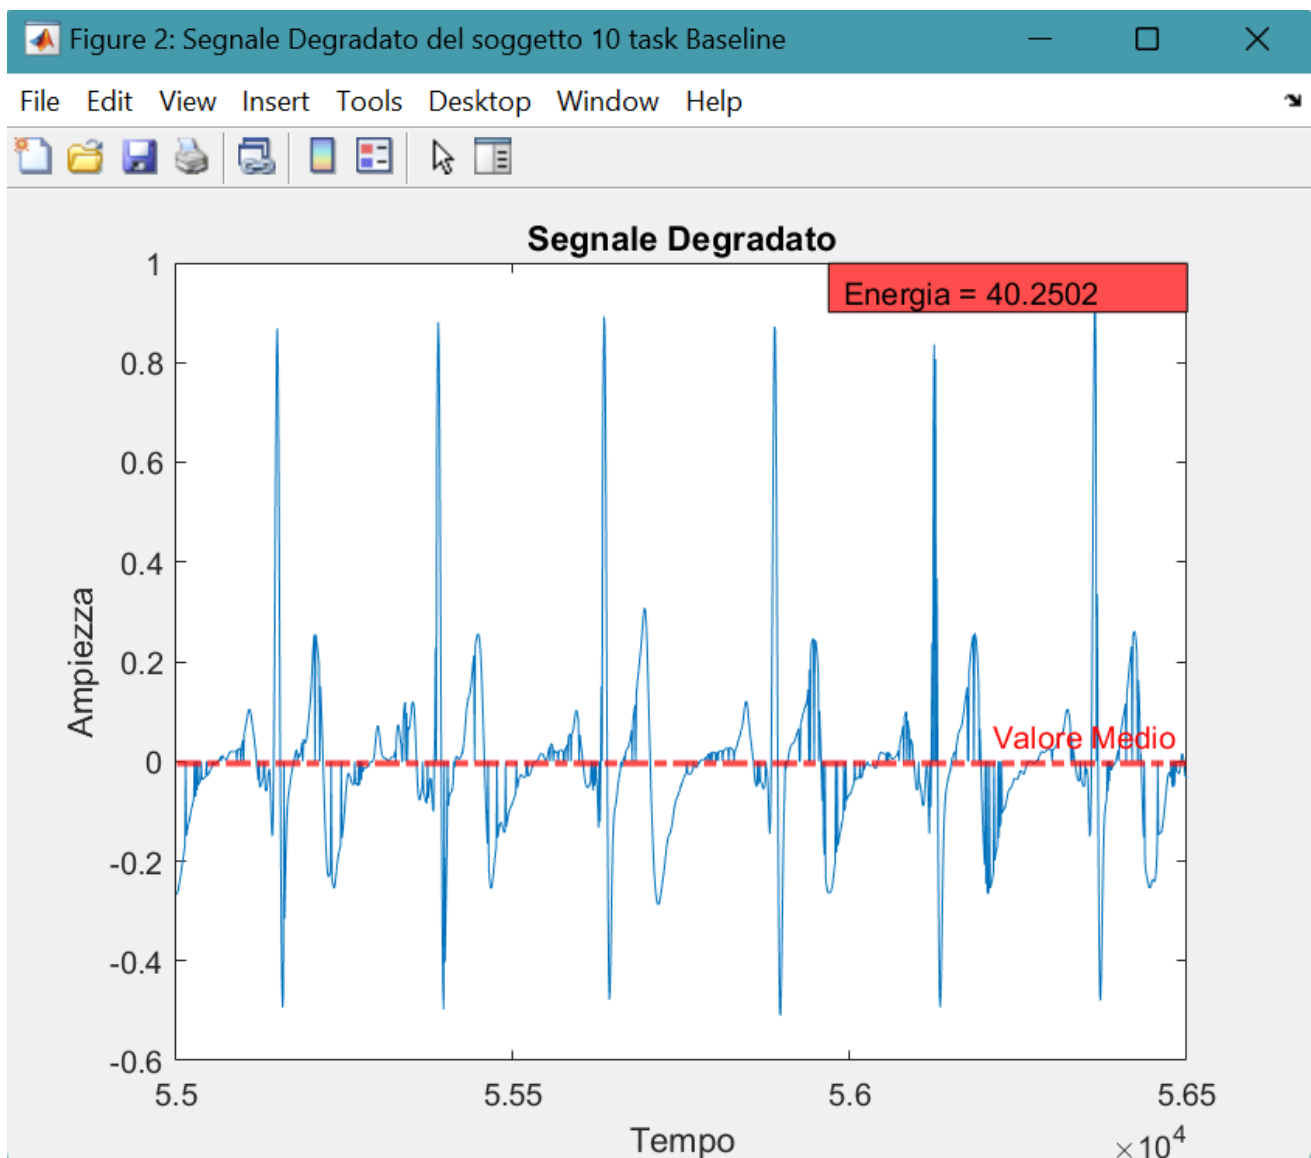 Figure 2: Segnale Degradato del soggetto 10 task Baseline
File Edit View Insert Tools Desktop Window Help
Segnale Degradato
Energia = 40.2502
1
0.8
0.6
0.4
0.2
0
-0.2
-0.4
-0.6
Ampiezza
Valore Medio
5.5 5.55 5.6 5.65
Tempo
×10^4